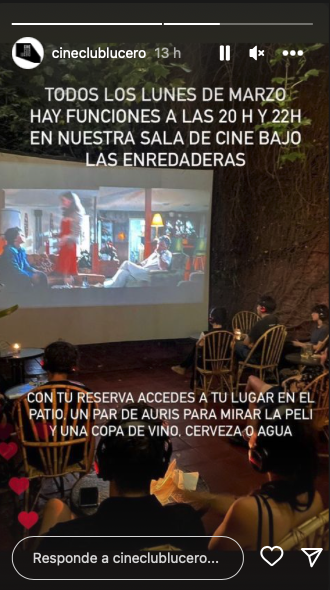 cineclublucero 13 h
TODOS LOS LUNES DE MARZO
HAY FUNCIONES A LAS 20 H Y 22H
EN NUESTRA SALA DE CINE BAJO
LAS ENREDADERAS
CON TU RESERVA ACCEDES A TU LUGAR EN EL
PATIO, UN PAR DE AURIS PARA MIRAR LA PELI
Y UNA COPA DE VINO, CERVEZA O AGUA
Responde a cineclublucero...